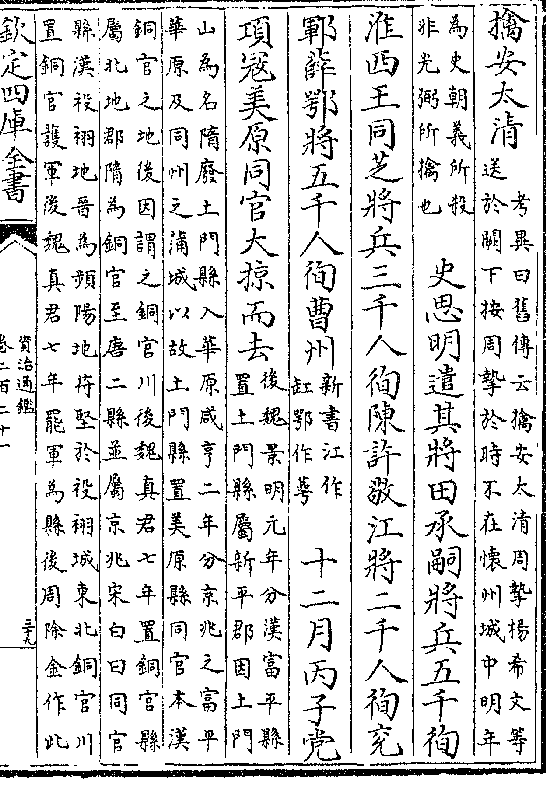 擒安太清
考異曰舊傳云擒安太清周摯楊希文等
送於闕下按周摯於時不在懷州城中明年
為史朝義所殺
非光弼所擒也
史思明遣其將田承嗣將兵五千徇
淮西王同芝將兵三千人徇陳許敬江將二千人徇兖
鄆薛鄂將五千人徇曹州
新書江作
釭鄂作萼
十二月丙子党
項寇美原同官大掠而去
後魏景明元年分漢富平縣
置土門縣屬新平郡因土門
山為名隋廢土門縣入華原咸亨二年分京兆之富平
華原及同州之蒲城以故土門縣置美原縣同官本漢
銅官之地後因謂之銅官川後魏真君七年置銅官縣
屬北地郡隋為銅官至唐二縣並屬京兆宋白曰同官
縣漢祋祤地晉為頻陽地苻堅於祋祤城東北銅官川
置銅官護軍後魏真君七年罷軍為縣後周除金作此
欽定四庫全書
資治通鑑
卷二百二十一
三九